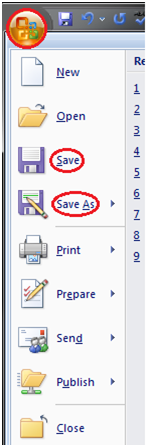 Re
New
1
2
Open
3
4
Save
5
6
Save As
7
8
Print
9
Prepare
Send
Publish
Close